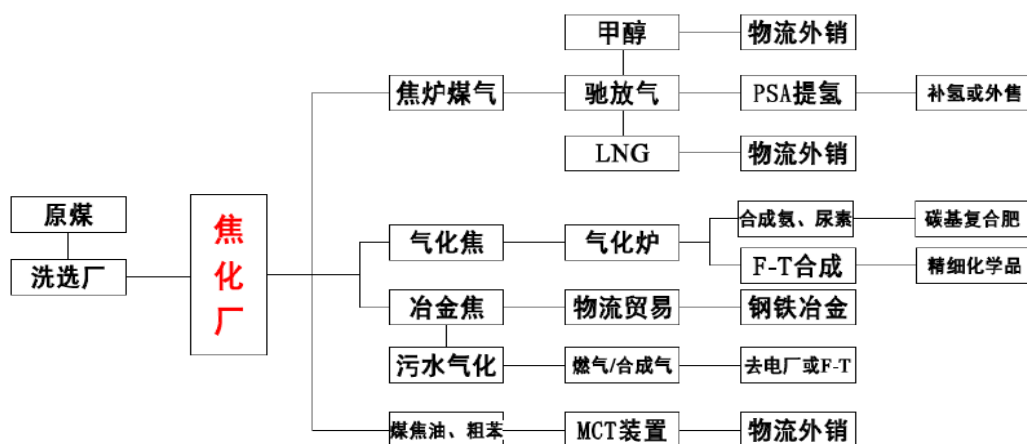 甲醇
物流外销
焦炉煤气
驰放气
PSA提氢
补氢或外售
LNG
物流外销
原煤
洗选厂
焦化厂
气化焦
气化炉
合成氨、尿素
碳基复合肥
F-T合成
精细化学品
冶金焦
物流贸易
钢铁冶金
污水气化
燃气/合成气
去电厂或F-T
煤焦油、粗苯
MCT装置
物流外销